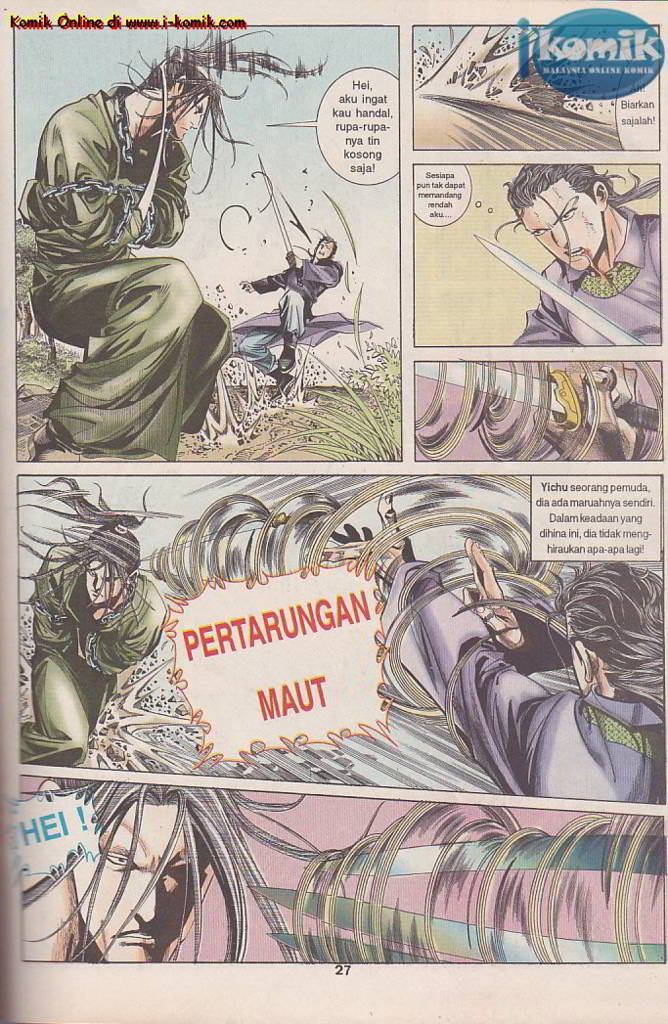 Komik Online di www.i-komik.com
ikomik
MALAYSIA ONLINE KOMIK
Hei,
aku ingat
kau handal,
rupa-rupa-
nya tin
kosong
saja!
Biarkan
sajalah!
Sesiapa
pun tak dapat
memandang
rendah
aku....
Yichu seorang pemuda,
dia ada maruahnya sendiri.
Dalam keadaan yang
dihina ini, dia tidak meng-
hiraukan apa-apa lagi!
PERTARUNGAN
MAUT
HEI !
27